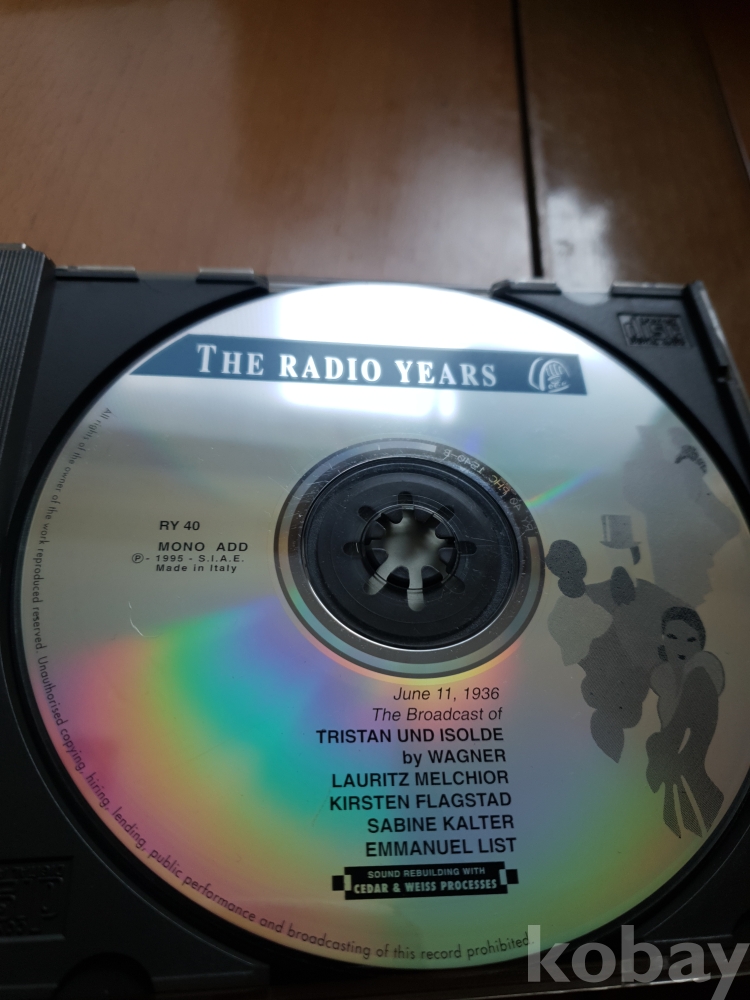 THE RADIO YEARS
RY 40
MONO ADD
℗ - 1995 - S.I.A.E.
Made in Italy
June 11, 1936
The Broadcast of
TRISTAN UND ISOLDE
by WAGNER
LAURITZ MELCHIOR
KIRSTEN FLAGSTAD
SABINE KALTER
EMMANUEL LIST
SOUND REBUILDING WITH
CEDAR & WEISS PROCESSES
All rights of the owner of the work reproduced reserved. Unauthorised copying, hiring, lending, public performance and broadcasting of this record prohibited.
kobay